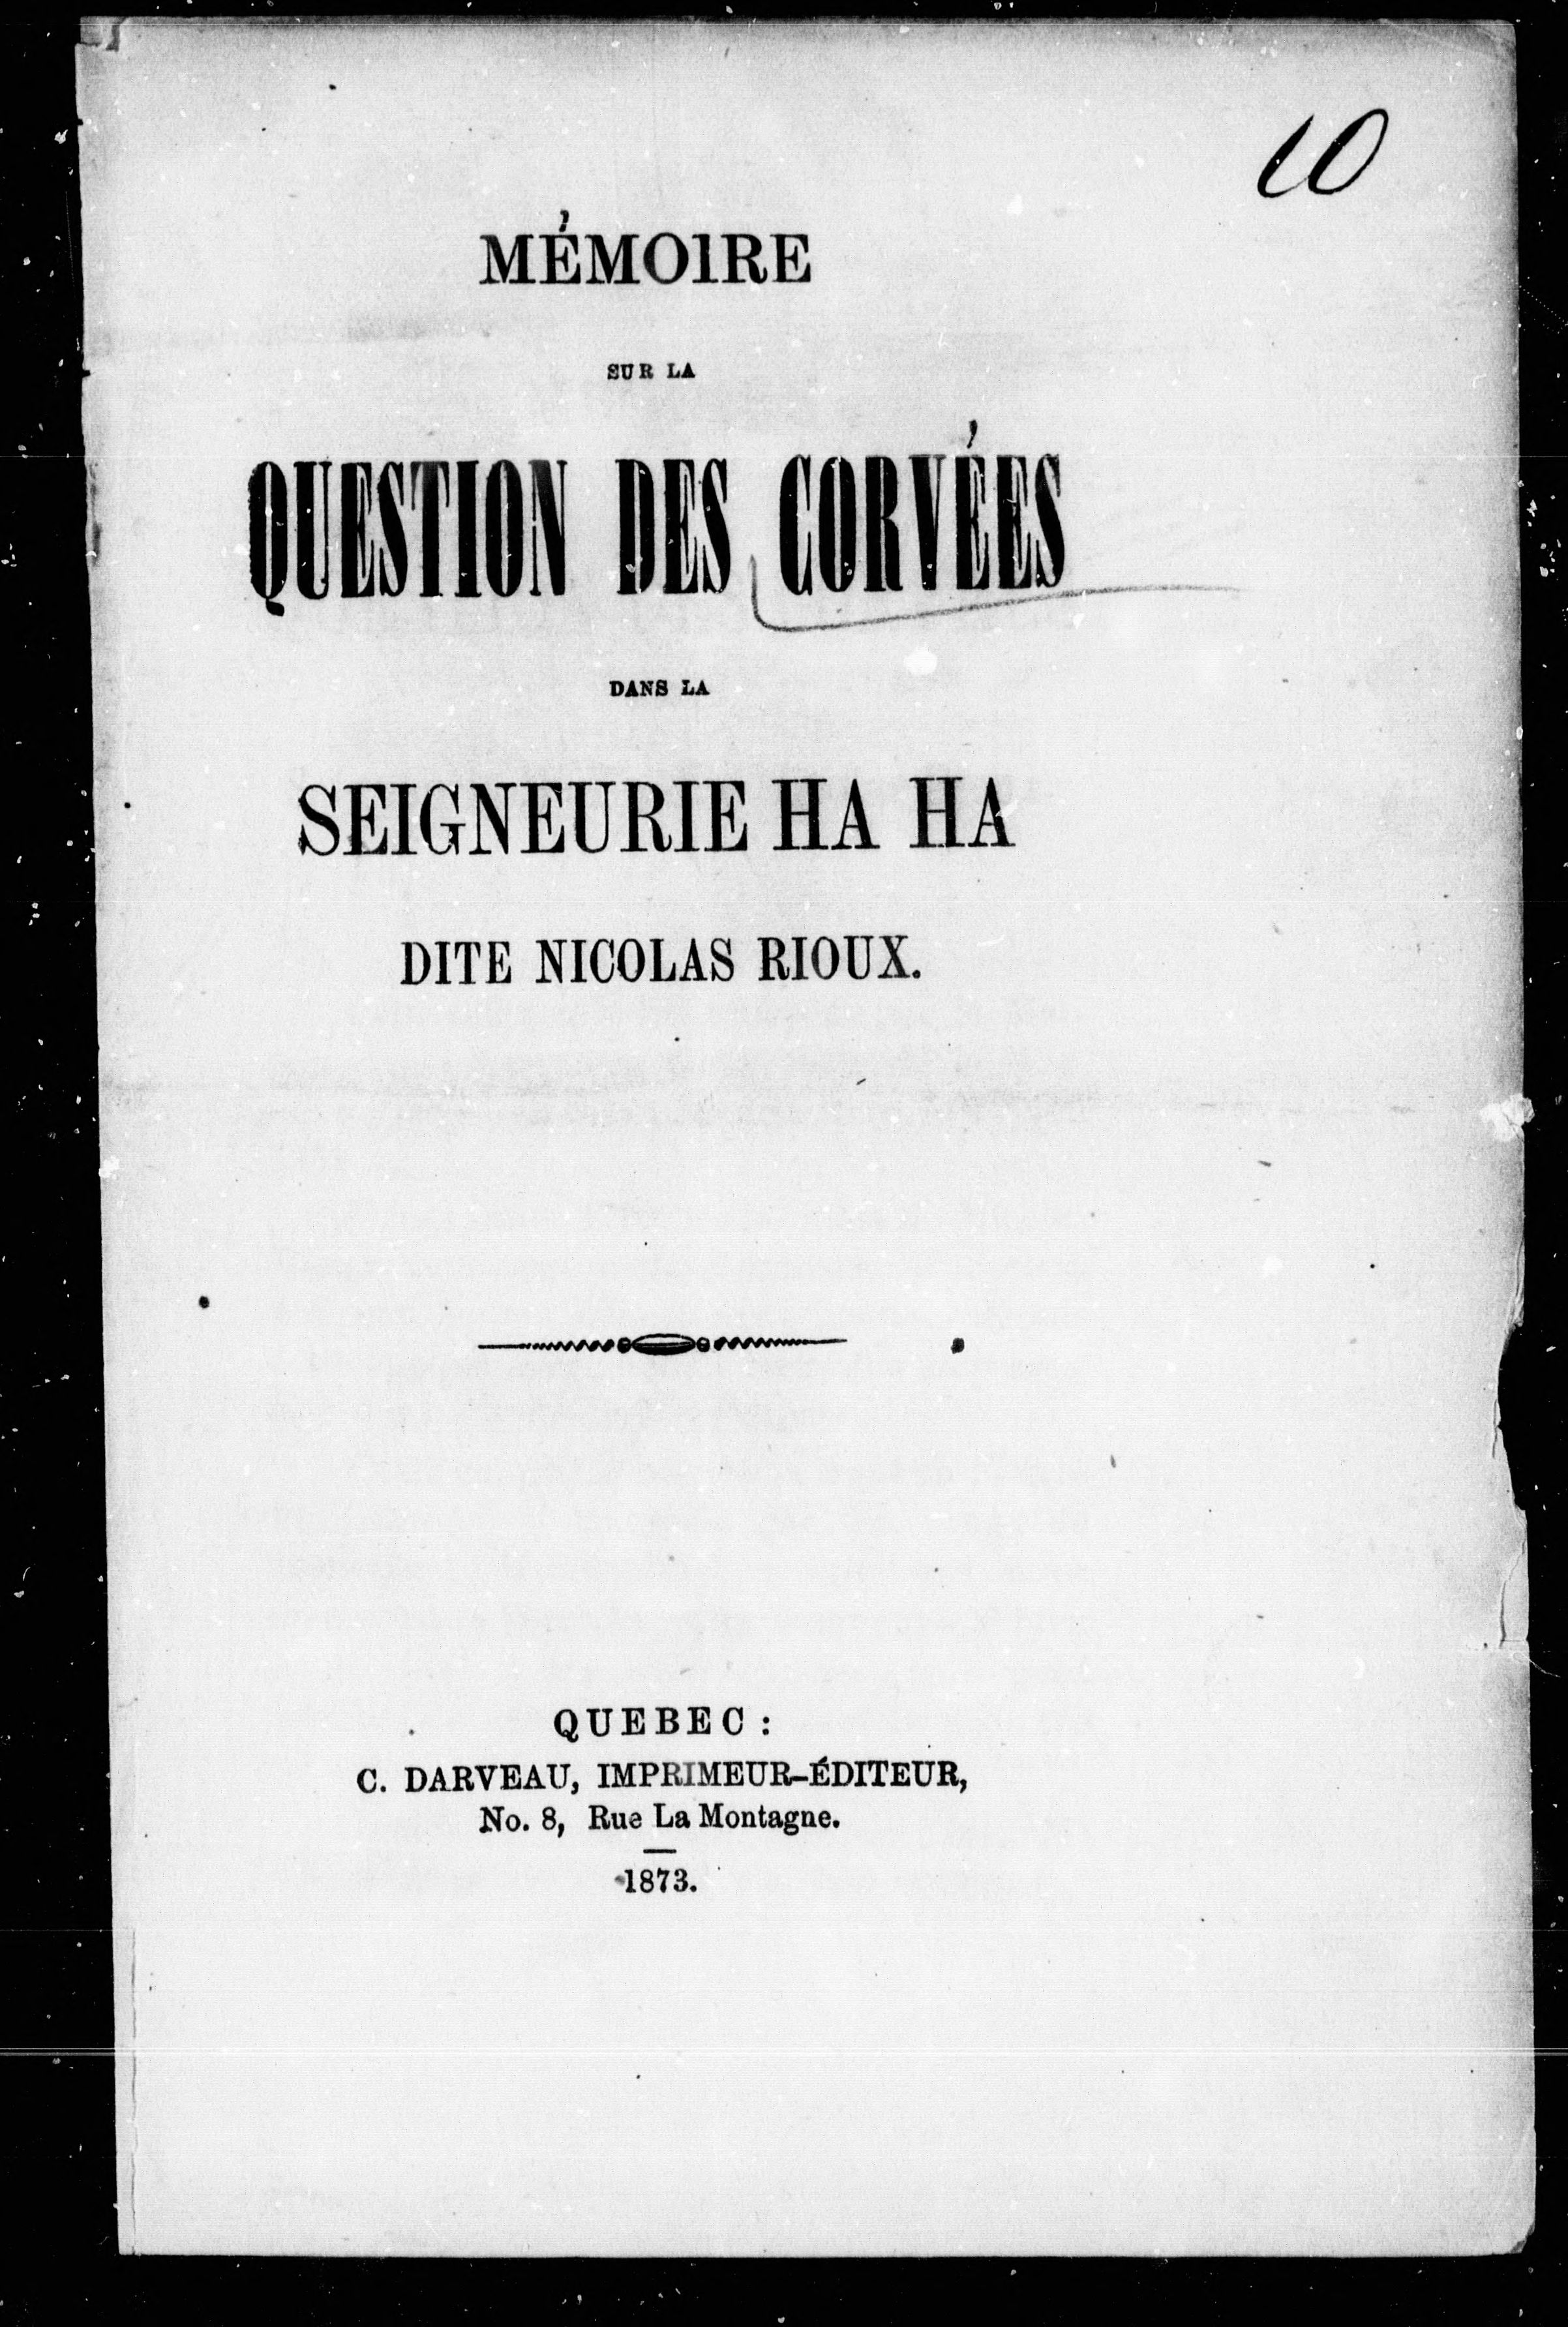 10
MÉMOIRE
SUR LA
QUESTION DES CORVÉES
DANS LA
SEIGNEURIE HA HA
DITE NICOLAS RIOUX.
QUEBEC :
C. DARVEAU, IMPRIMEUR-ÉDITEUR,
No. 8, Rue La Montagne.
1873.